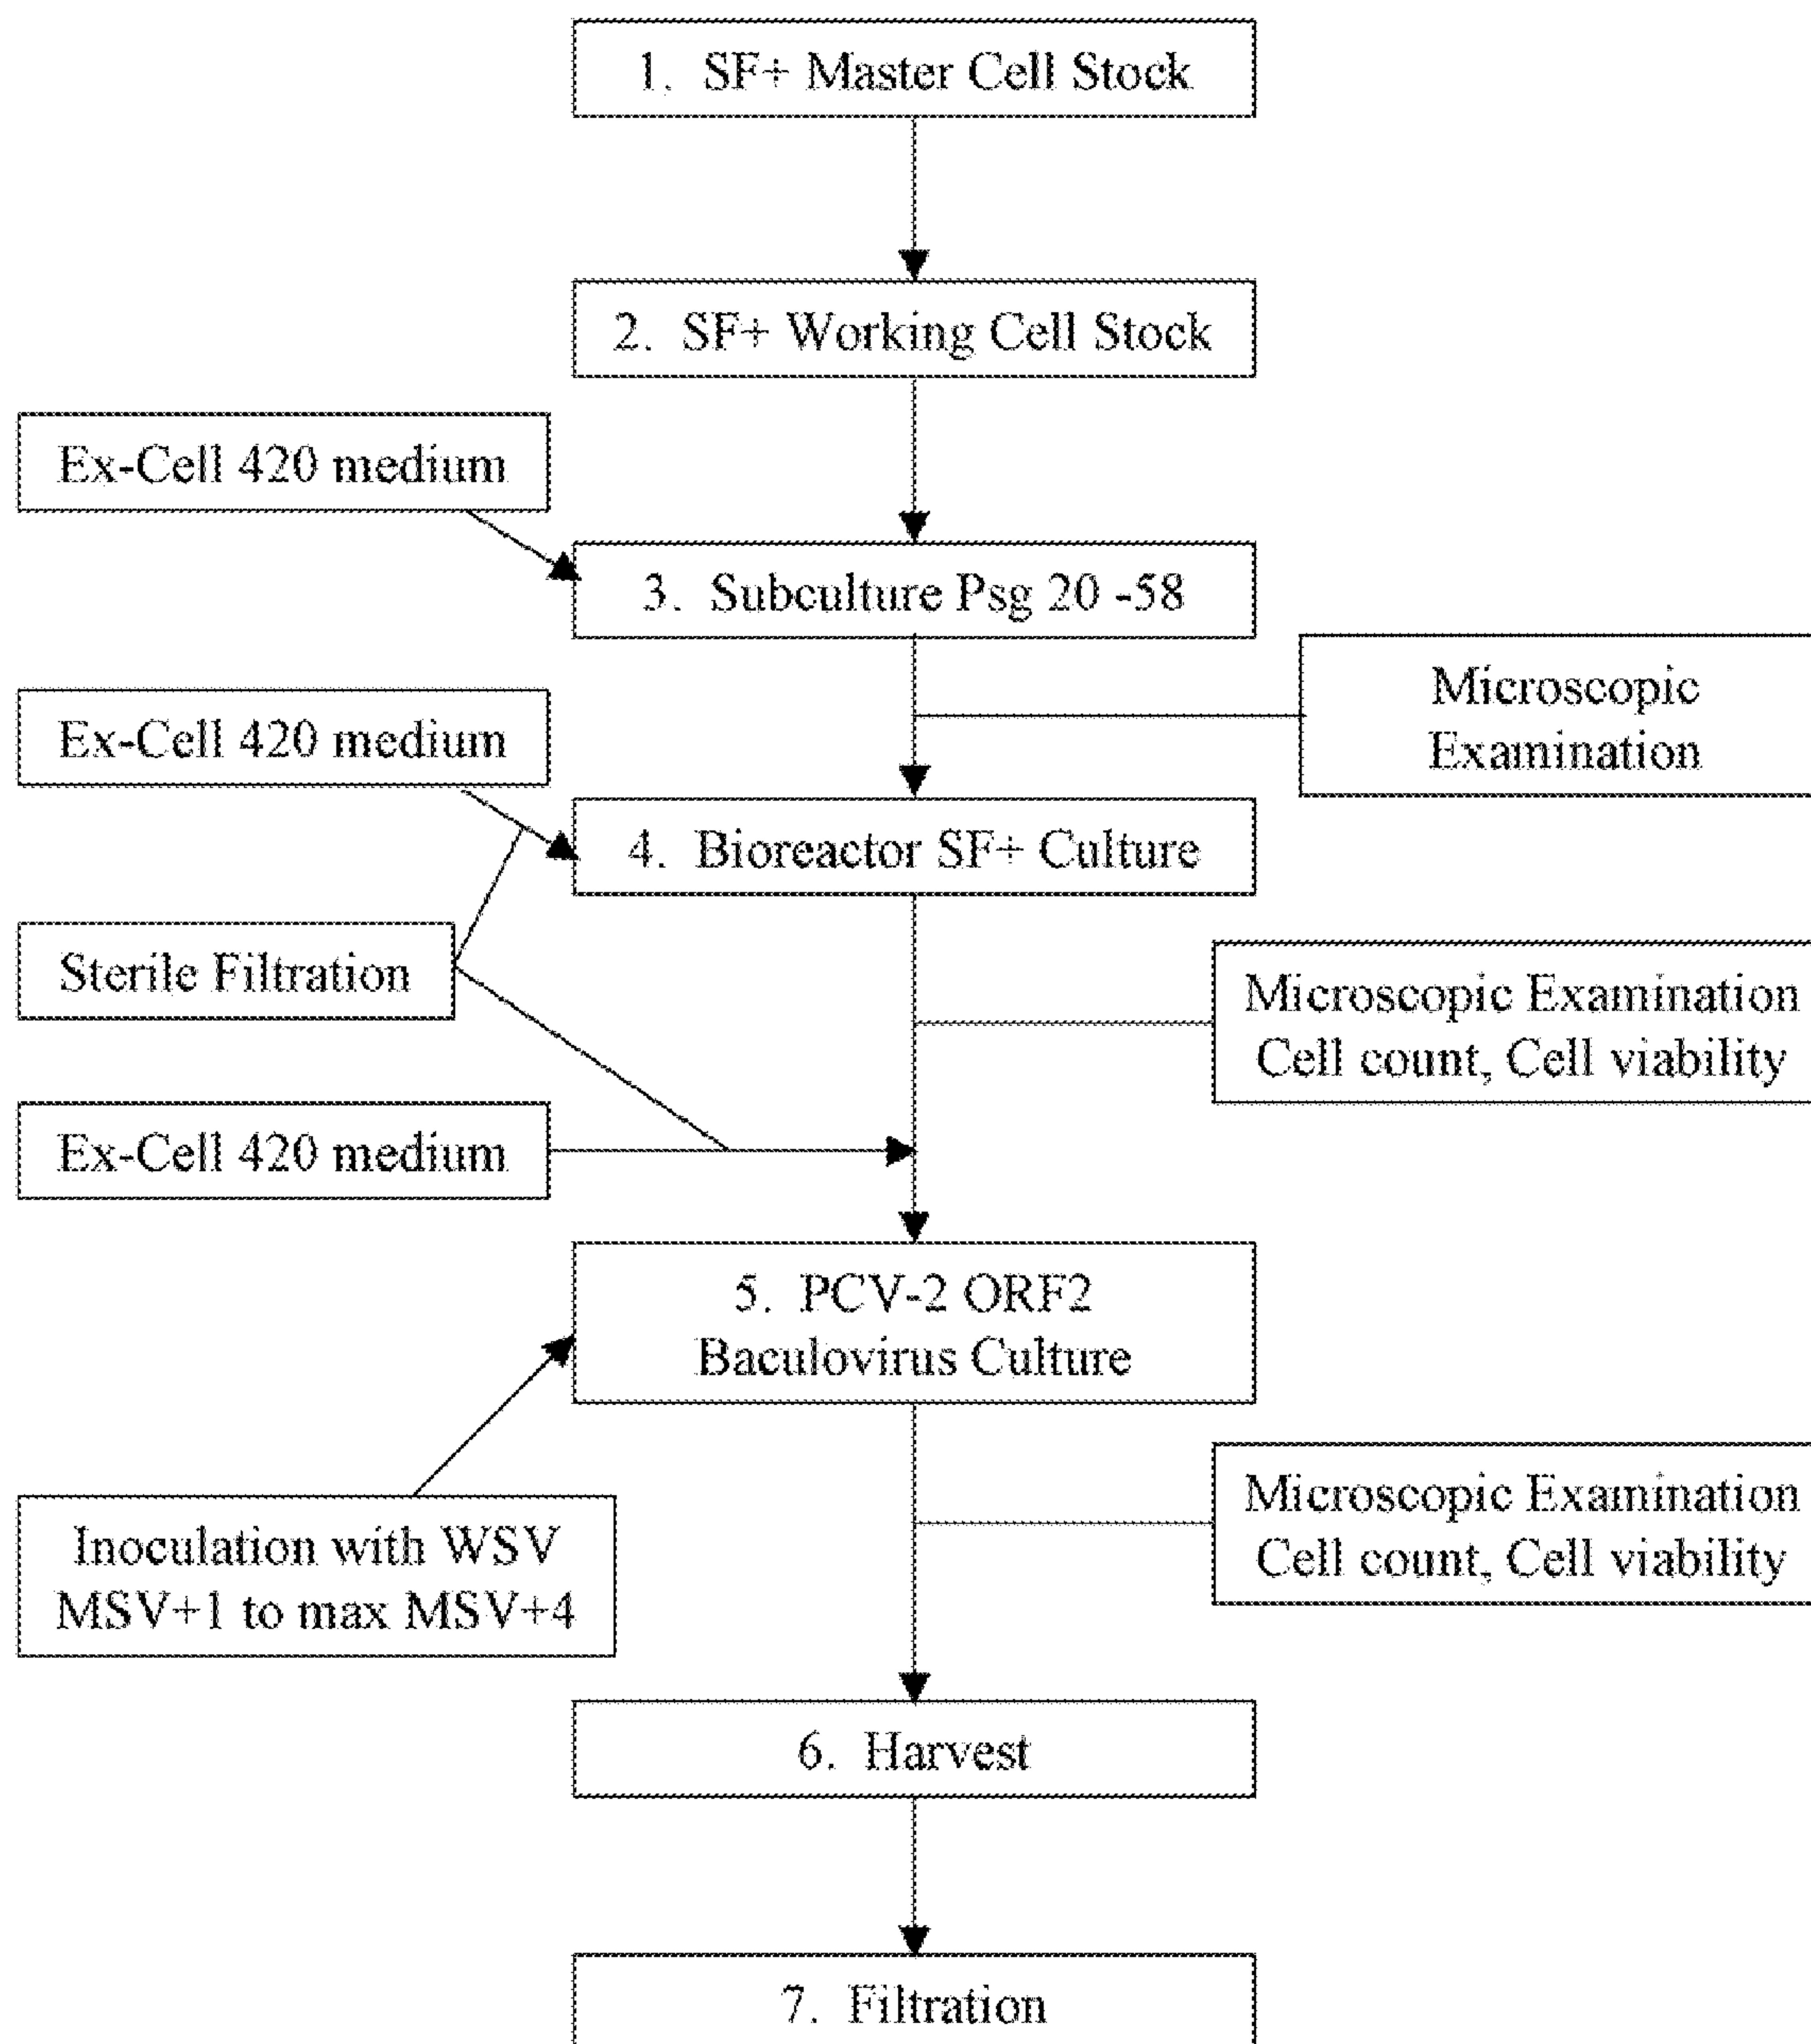 1. SF+ Master Cell Stock
2. SF+ Working Cell Stock
Ex-Cell 420 medium
3. Subculture Psg 20 -58
Microscopic
Examination
Ex-Cell 420 medium
4. Bioreactor SF+ Culture
Sterile Filtration
Microscopic Examination
Cell count, Cell viability
Ex-Cell 420 medium
5. PCV-2 ORF2
Baculovirus Culture
Microscopic Examination
Cell count, Cell viability
Inoculation with WSV
MSV+1 to max MSV+4
6. Harvest
7. Filtration